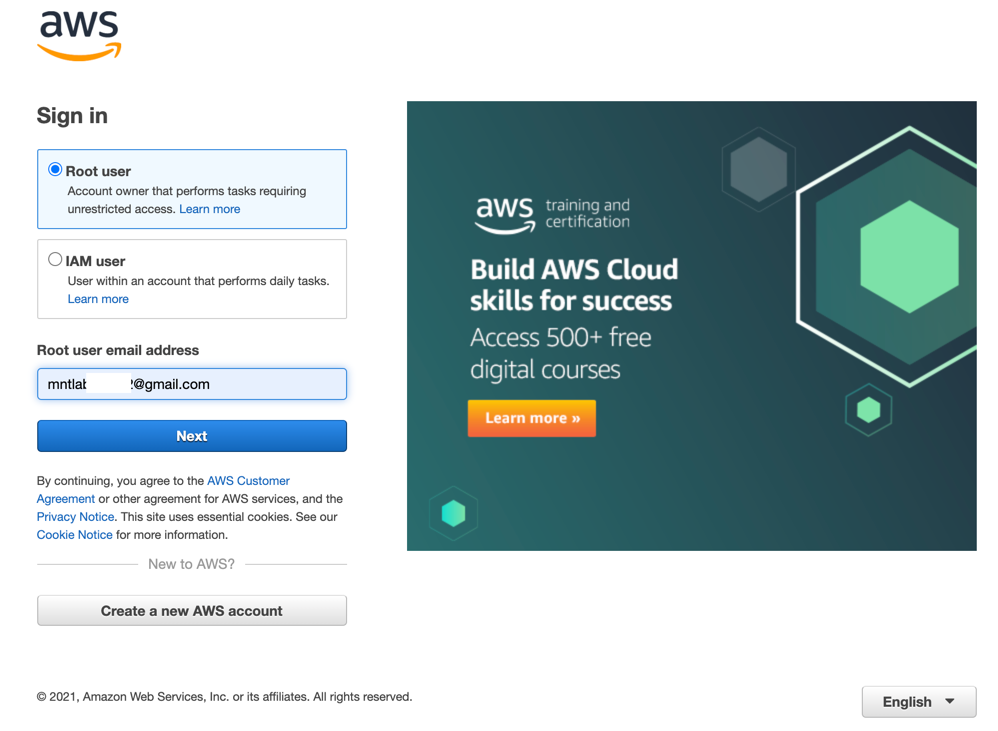 aws
Sign in
Root user
Account owner that performs tasks requiring
unrestricted access. Learn more
IAM user
User within an account that performs daily tasks.
Learn more
Root user email address
mntlab 2@gmail.com
Next
By continuing, you agree to the AWS Customer
Agreement or other agreement for AWS services, and the
Privacy Notice. This site uses essential cookies. See our
Cookie Notice for more information.
New to AWS?
Create a new AWS account
aws training and
certification
Build AWS Cloud
skills for success
Access 500+ free
digital courses
Learn more »
© 2021, Amazon Web Services, Inc. or its affiliates. All rights reserved.
English